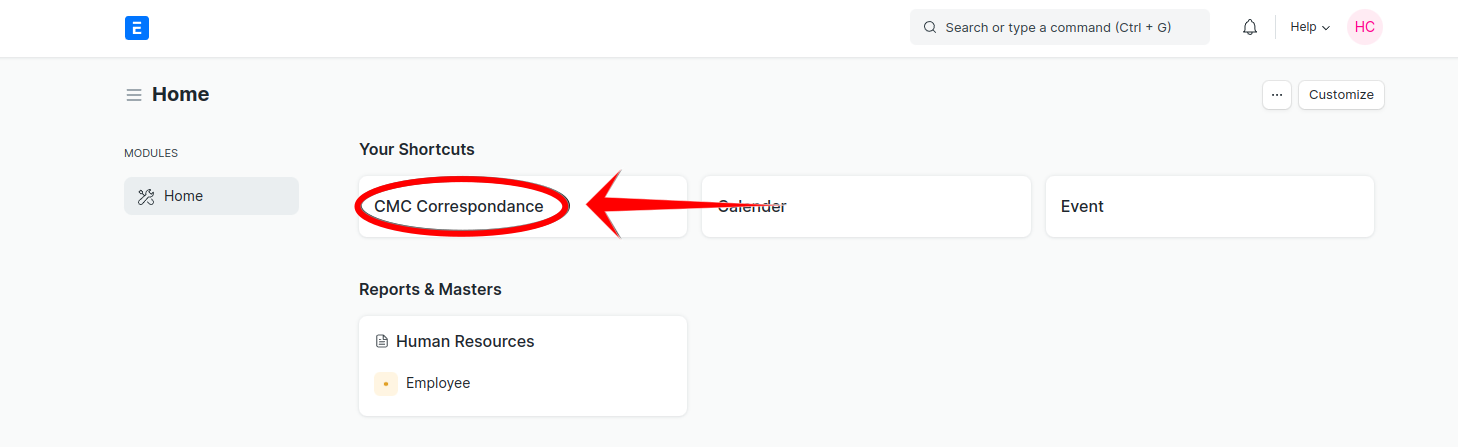 E
Search or type a command (Ctrl + G)
Help
HC
Home
...
Customize
MODULES
Home
Your Shortcuts
CMC Correspondance
Calender
Event
Reports & Masters
Human Resources
Employee